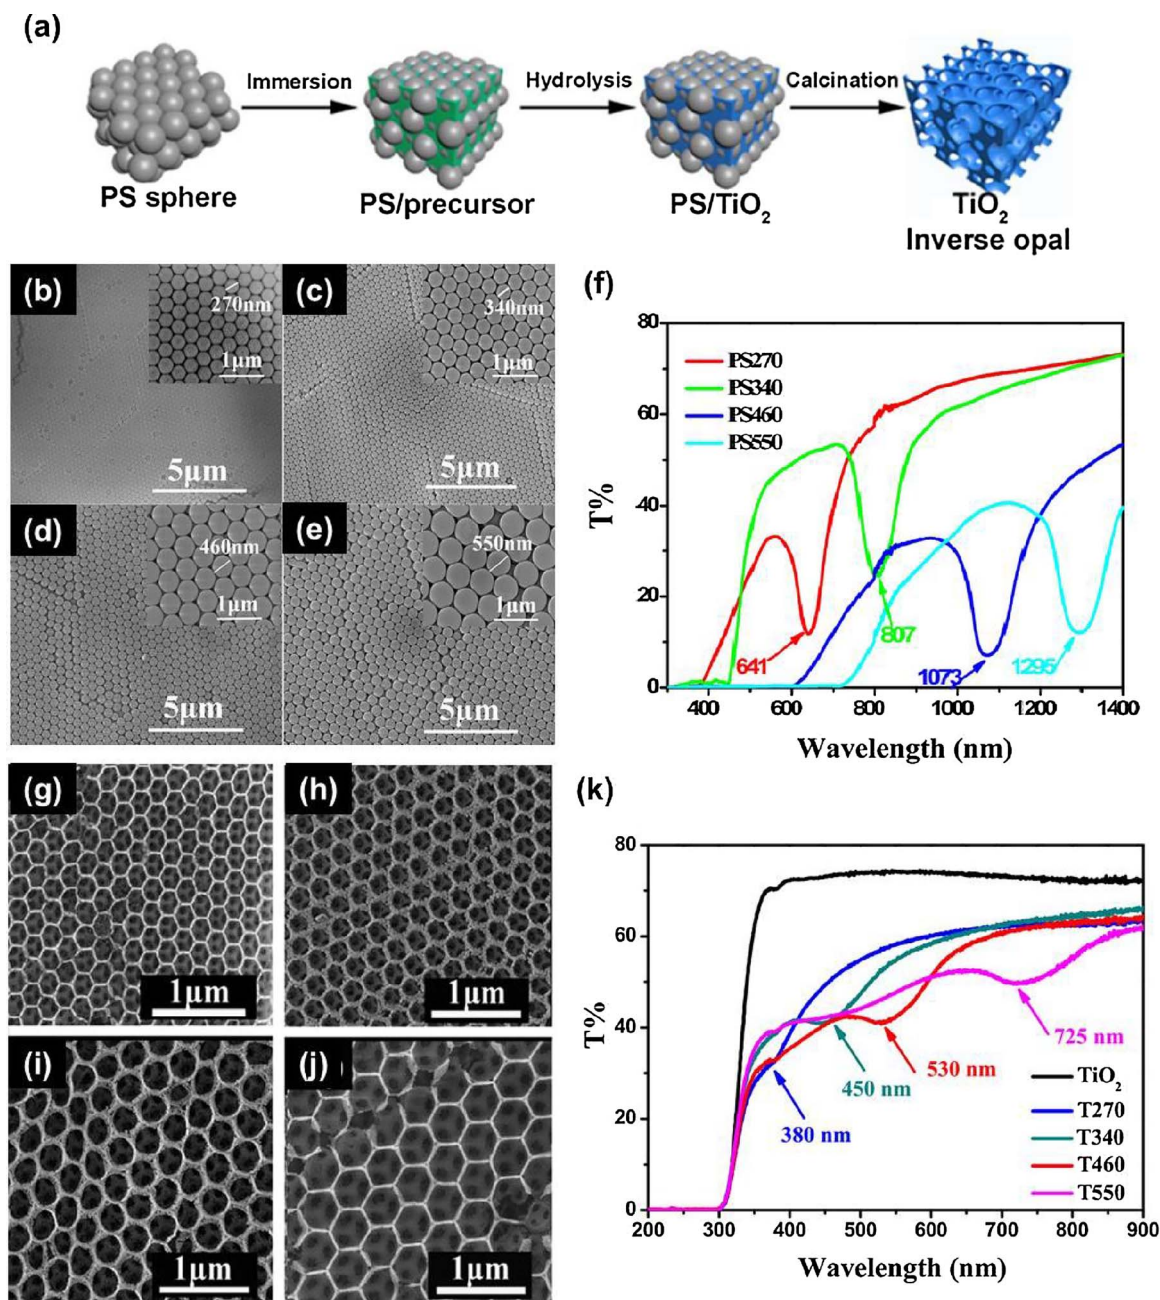 (a)
Immersion
Hydrolysis
Calcination
PS sphere
PS/precursor
PS/TiO2
TiO2
Inverse opal
(b)
270nm
1μm
5μm
(c)
340nm
1μm
5μm
(d)
460nm
1μm
5μm
(e)
550nm
1μm
5μm
(f)
80
60
40
20
0
T%
PS270
PS340
PS460
PS550
641
807
1073
1295
400 600 800 1000 1200 1400
Wavelength (nm)
(g)
1μm
(h)
1μm
(i)
1μm
(j)
1μm
(k)
80
60
40
20
0
T%
725 nm
530 nm
450 nm
380 nm
TiO2
T270
T340
T460
T550
200 300 400 500 600 700 800 900
Wavelength (nm)